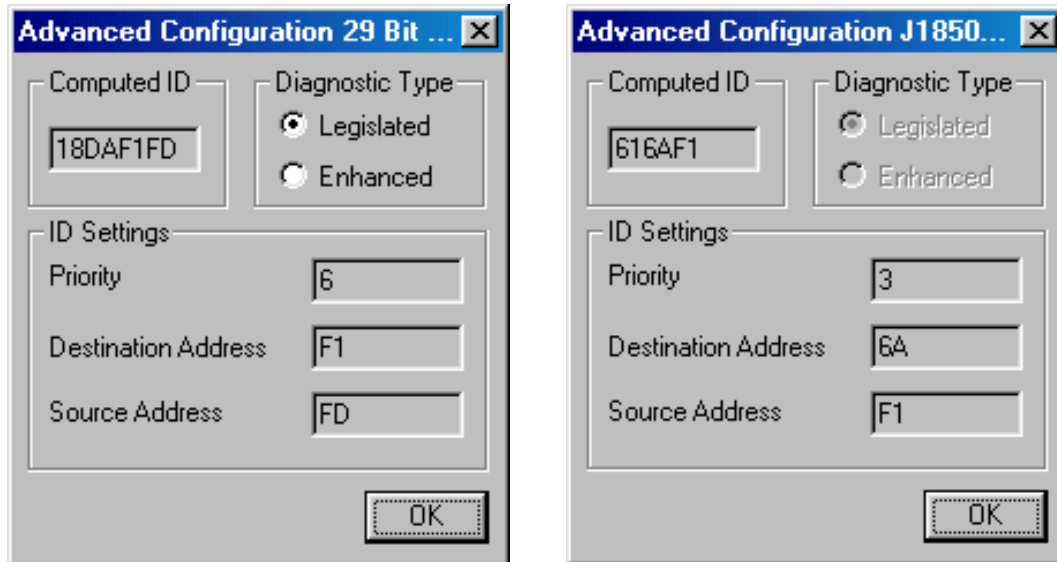 Advanced Configuration 29 Bit ...
Computed ID
18DAF1FD
Diagnostic Type
Legislated
Enhanced
ID Settings
Priority
6
Destination Address
F1
Source Address
FD
OK
Advanced Configuration J1850...
Computed ID
616AF1
Diagnostic Type
Legislated
Enhanced
ID Settings
Priority
3
Destination Address
6A
Source Address
F1
OK